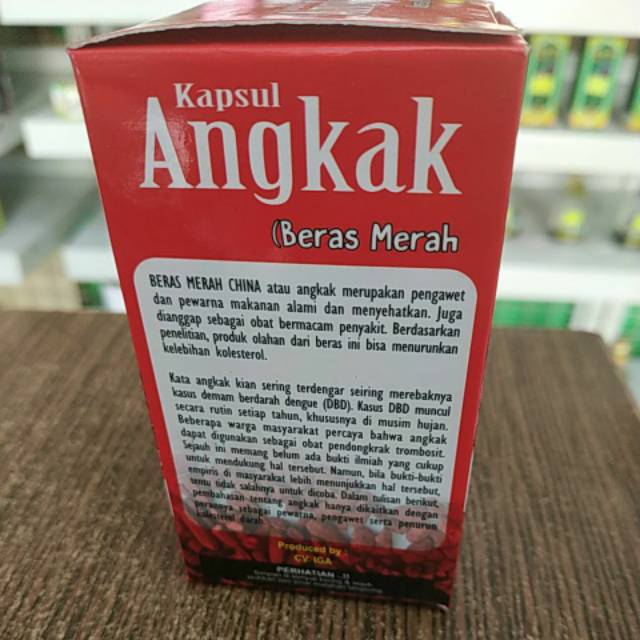 Kapsul
Angkak
(Beras Merah
BERAS MERAH CHINA atau angkak merupakan pengawet
dan pewarna makanan alami dan menyehatkan. Juga
dianggap sebagai obat bermacam penyakit. Berdasarkan
penelitian, produk olahan dari beras ini bisa menurunkan
kelebihan kolesterol.
Kata angkak kian sering terdengar seiring merebaknya
kasus demam berdarah dengue (DBD). Kasus DBD muncul
secara rutin setiap tahun, khususnya di musim hujan.
Beberapa warga masyarakat percaya bahwa angkak
dapat digunakan sebagai obat pendongkrak trombosit.
Sejauh ini memang belum ada bukti ilmiah yang cukup
untuk mendukung hal tersebut. Namun, bila bukti-bukti
empiris di masyarakat lebih menunjukkan hal tersebut,
tentu tidak salahnya untuk dicoba. Dalam tulisan berikut,
pembahasan tentang angkak hanya dikaitkan dengan
sebagai pewarna, pengawet serta penurun
darah
Produced by :
CV IGA
PERHATIAN